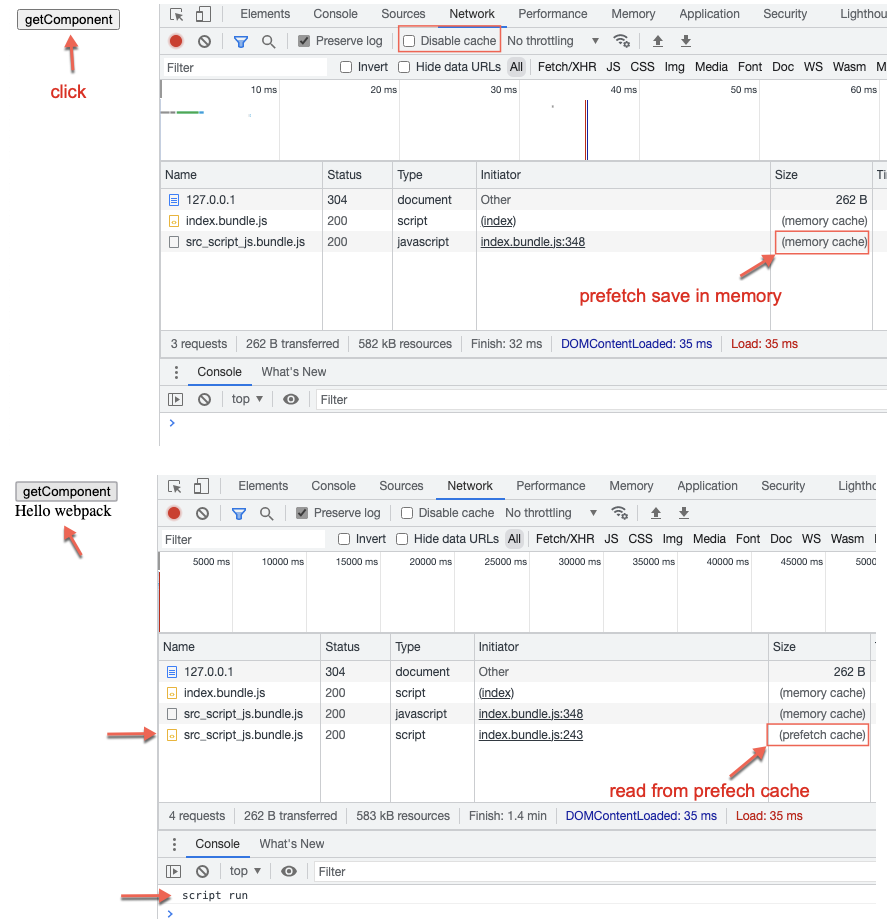 getComponent
click
Elements Console Sources Network Performance Memory Application Security Lighthou
Preserve log Disable cache No throttling ▼
Filter Invert Hide data URLs All Fetch/XHR JS CSS Img Media Font Doc WS Wasm M
10 ms 20 ms 30 ms 40 ms 50 ms 60 ms
Name Status Type Initiator Size Ti
127.0.0.1 304 document Other 262 B
index.bundle.js 200 script (index) (memory cache)
src_script_js.bundle.js 200 javascript index.bundle.js:348 (memory cache)
prefetch save in memory
3 requests 262 B transferred 582 kB resources Finish: 32 ms DOMContentLoaded: 35 ms Load: 35 ms
Console What's New
top ▼ Filter
>
getComponent
Hello webpack
Elements Console Sources Network Performance Memory Application Security Lighth
Preserve log Disable cache No throttling ▼
Filter Invert Hide data URLs All Fetch/XHR JS CSS Img Media Font Doc WS Wasm
5000 ms 10000 ms 15000 ms 20000 ms 25000 ms 30000 ms 35000 ms 40000 ms 45000 ms 5000
Name Status Type Initiator Size
127.0.0.1 304 document Other 262 B
index.bundle.js 200 script (index) (memory cache)
src_script_js.bundle.js 200 javascript index.bundle.js:348 (memory cache)
src_script_js.bundle.js 200 script index.bundle.js:243 (prefetch cache)
read from prefech cache
4 requests 262 B transferred 583 kB resources Finish: 1.4 min DOMContentLoaded: 35 ms Load: 35 ms
Console What's New
top ▼ Filter
script run
>